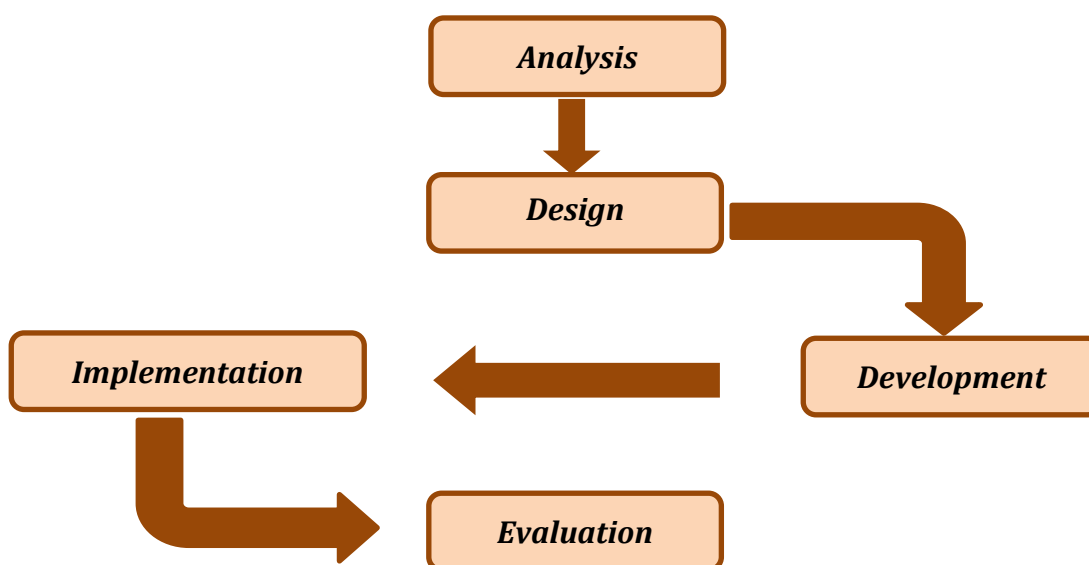 Analysis
Design
Implementation
Development
Evaluation